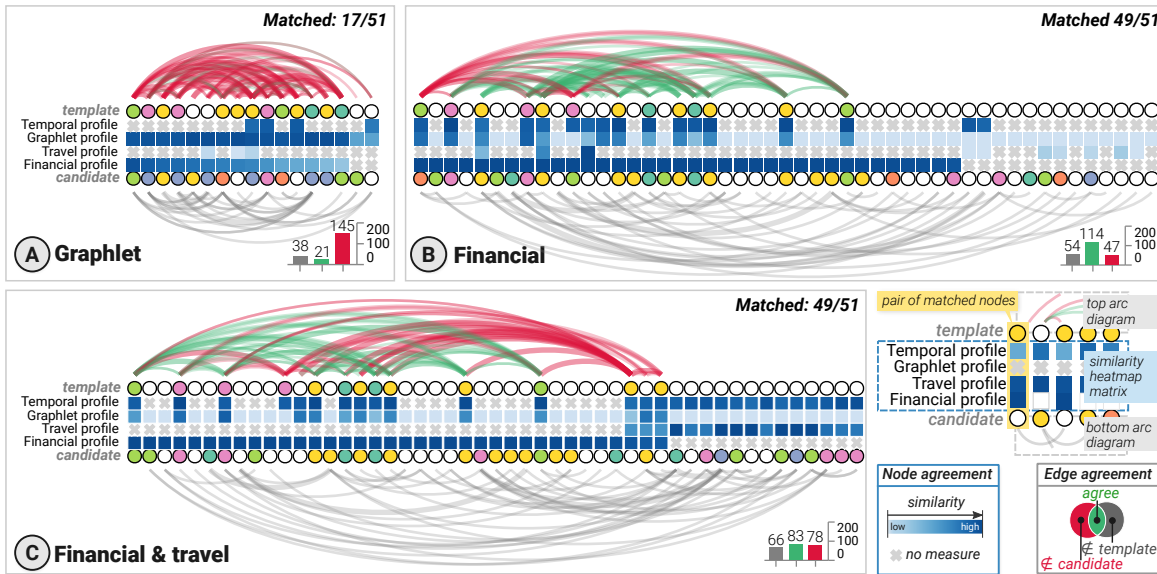 Matched: 17/51
template
Temporal profile
Graphlet profile
Travel profile
Financial profile
candidate
A Graphlet
38
21
145
200
100
0
Matched 49/51
B Financial
54
114
47
200
100
0
Matched: 49/51
template
Temporal profile
Graphlet profile
Travel profile
Financial profile
candidate
C Financial & travel
66
83
78
200
100
0
pair of matched nodes
top arc
diagram
template
Temporal profile
Graphlet profile
Travel profile
Financial profile
candidate
similarity
heatmap
matrix
bottom arc
diagram
Node agreement
similarity
low
high
no measure
Edge agreement
agree
∉ template
∉ candidate